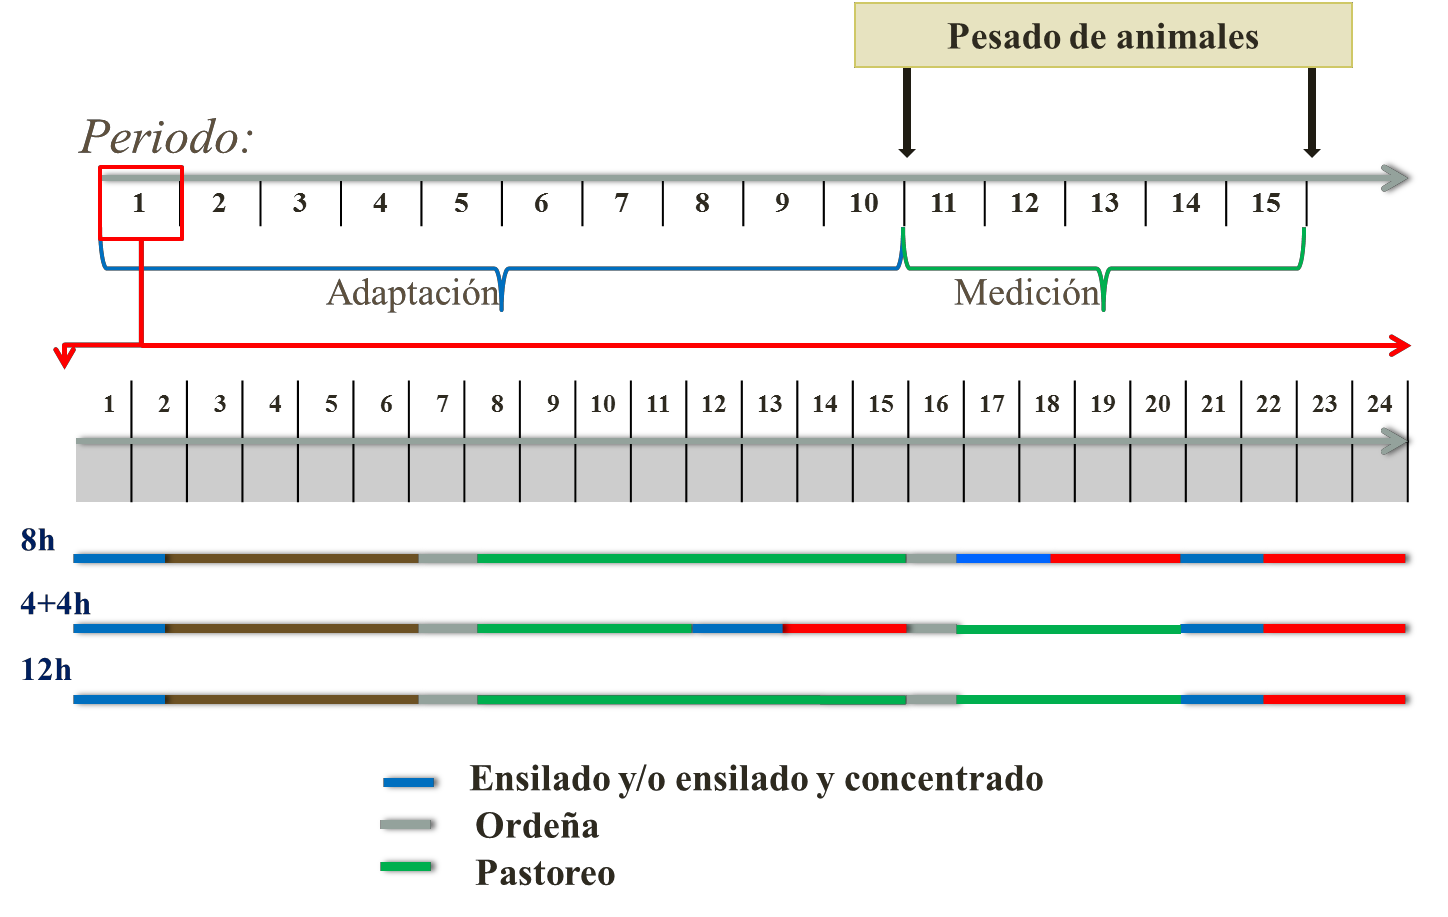 Pesado de animales
Periodo:
1 2 3 4 5 6 7 8 9 10 11 12 13 14 15
Adaptación
Medición
1 2 3 4 5 6 7 8 9 10 11 12 13 14 15 16 17 18 19 20 21 22 23 24
8h
4+4h
12h
Ensilado y/o ensilado y concentrado
Ordeña
Pastoreo